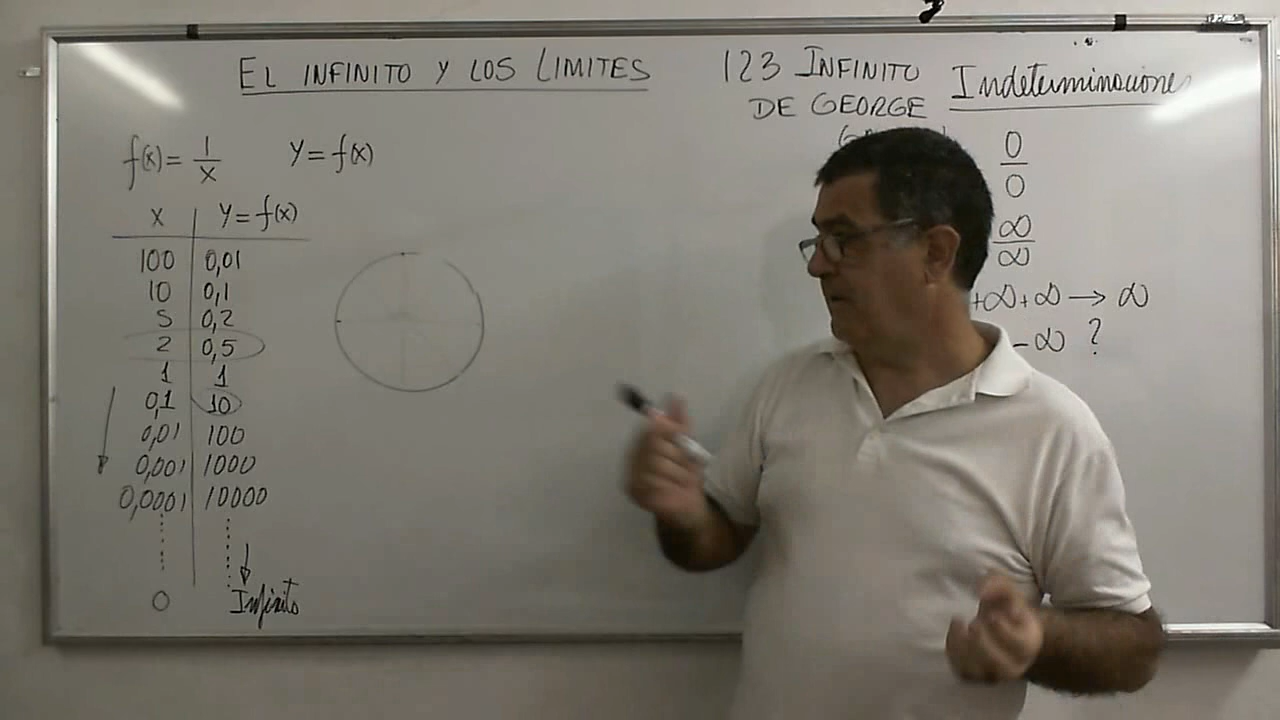 EL INFINITO Y LOS LIMITES
f(x) = 1/x Y = f(x)
X Y = f(x)
100 0,01
10 0,1
5 0,2
2 0,5
1 1
0,1 10
0,01 100
0,001 1000
0,0001 10000
0 Infinito
123 INFINITO
DE GEORGE
Indeterminaciones
0/0
∞/∞
+∞+∞ → ∞
-∞ ?